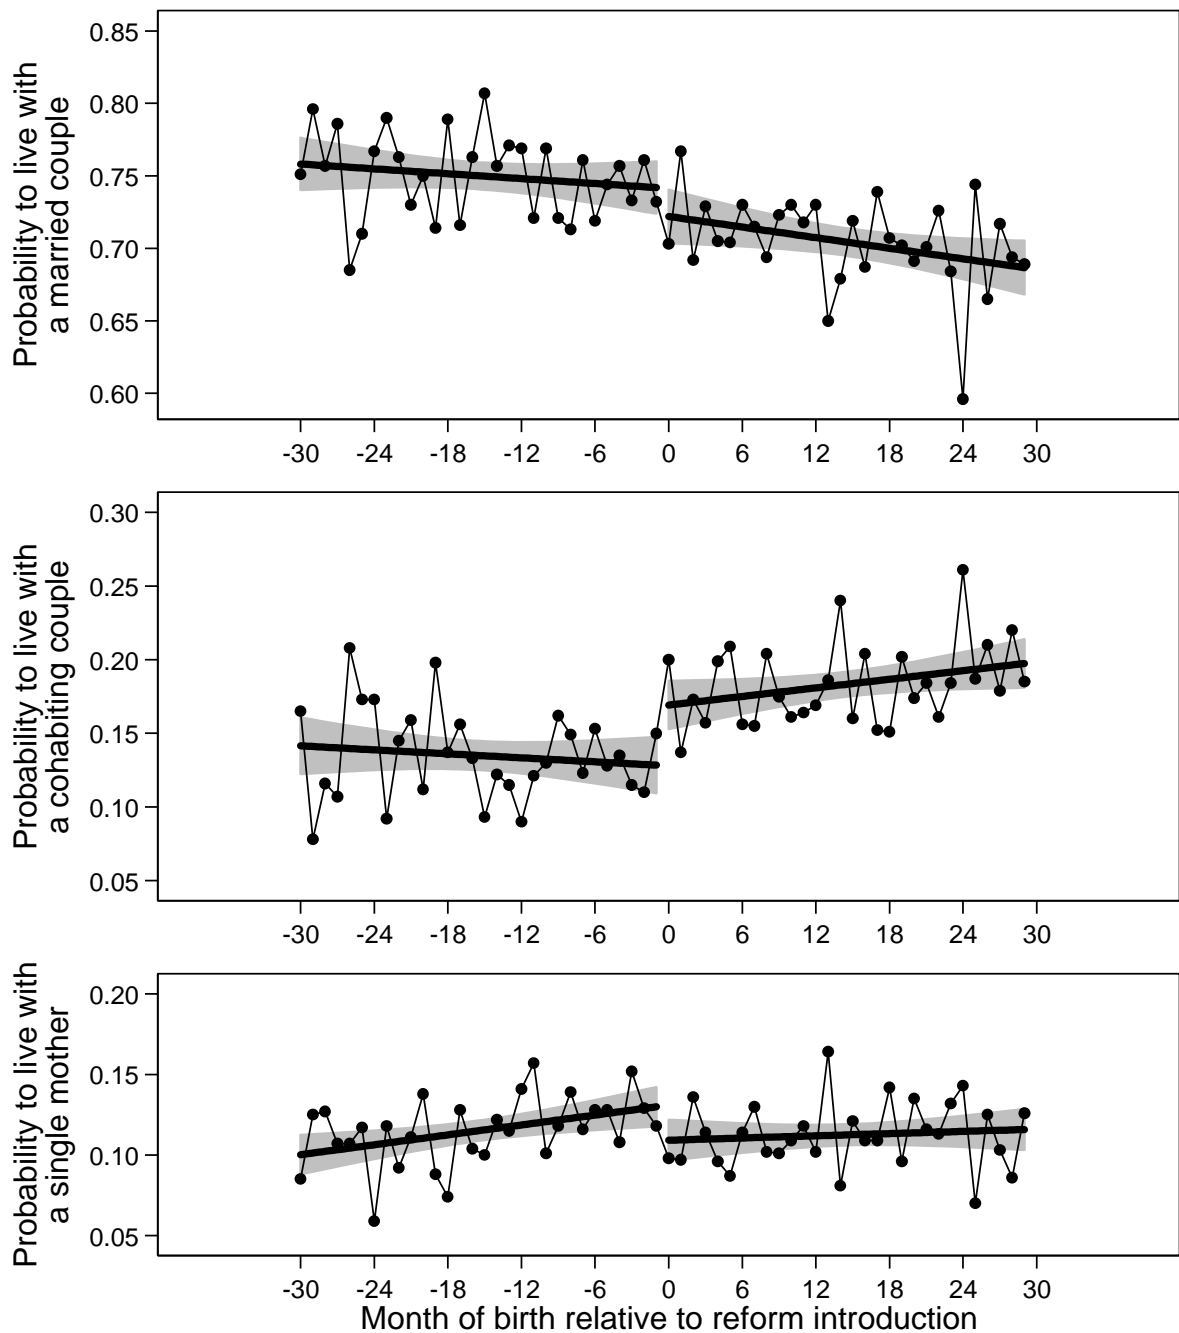 Probability to live with
a married couple
0.85
0.80
0.75
0.70
0.65
0.60
-30 -24 -18 -12 -6 0 6 12 18 24 30
Probability to live with
a cohabiting couple
0.30
0.25
0.20
0.15
0.10
0.05
-30 -24 -18 -12 -6 0 6 12 18 24 30
Probability to live with
a single mother
0.20
0.15
0.10
0.05
-30 -24 -18 -12 -6 0 6 12 18 24 30
Month of birth relative to reform introduction